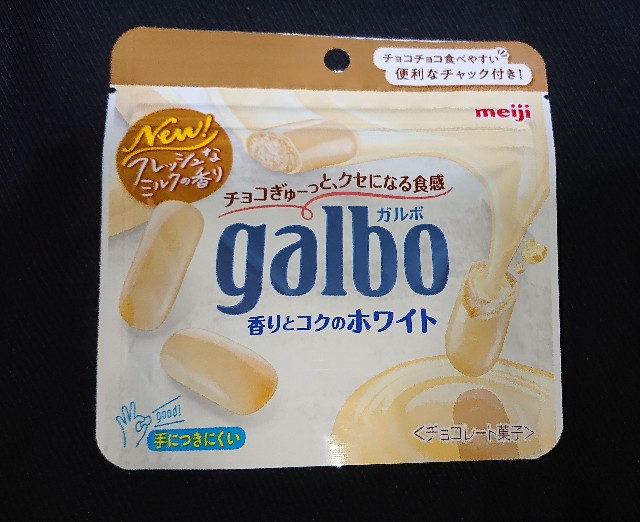 チョコチョコ食べやすい
便利なチャック付き!
meiji
New!
フレッシュな
ミルクの香り
チョコぎゅーっと、クセになる食感
ガルボ
galbo
香りとコクのホワイト
good!
手につきにくい
<チョコレート菓子>